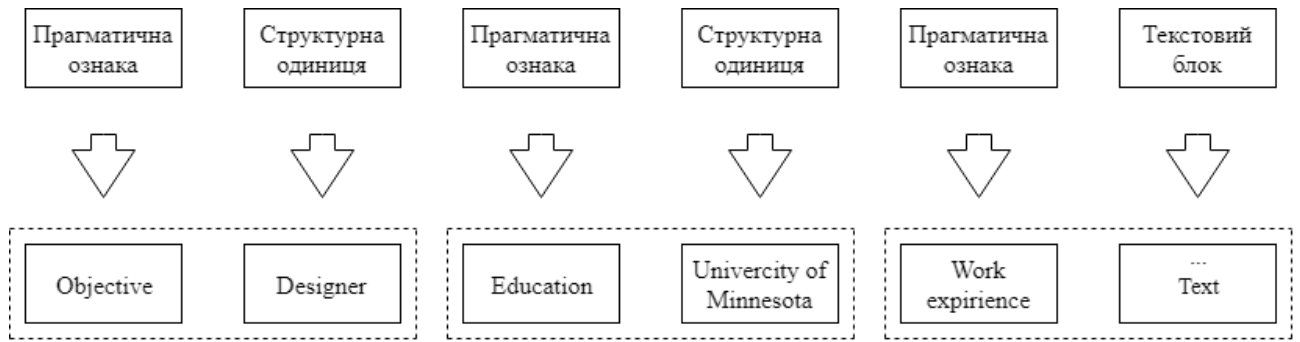 Прагматична
ознака
Структурна
одиниця
Прагматична
ознака
Структурна
одиниця
Прагматична
ознака
Текстовий
блок
Objective
Designer
Education
Univercity of
Minnesota
Work
expirience
...
Text